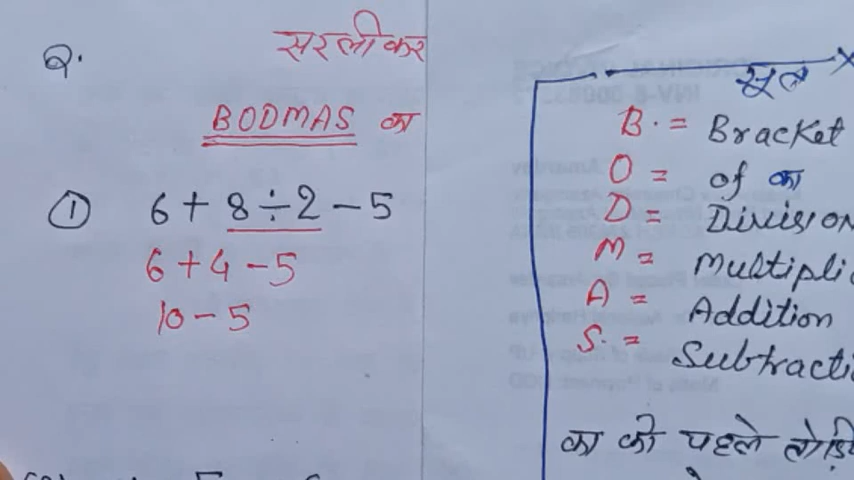 Q. सरलीकर
BODMAS का
① 6 + 8 ÷ 2 - 5
6 + 4 - 5
10 - 5
सूत्र
B. = Bracket
O = of का
D = Division
M = Multiplic
A = Addition
S. = Subtracti
का को पहले तोड़ि